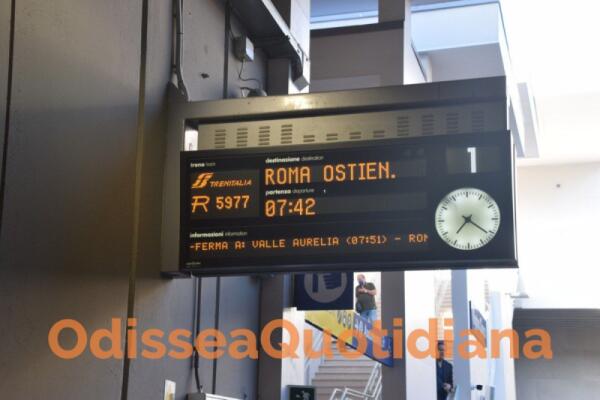 treno train
destinazione destination
TRENITALIA
ROMA OSTIEN.
1
partenza departure
R 5977
07:42
informazioni information
-FERMA A: VALLE AURELIA (07:51) - ROM
OdisseaQuotidiana